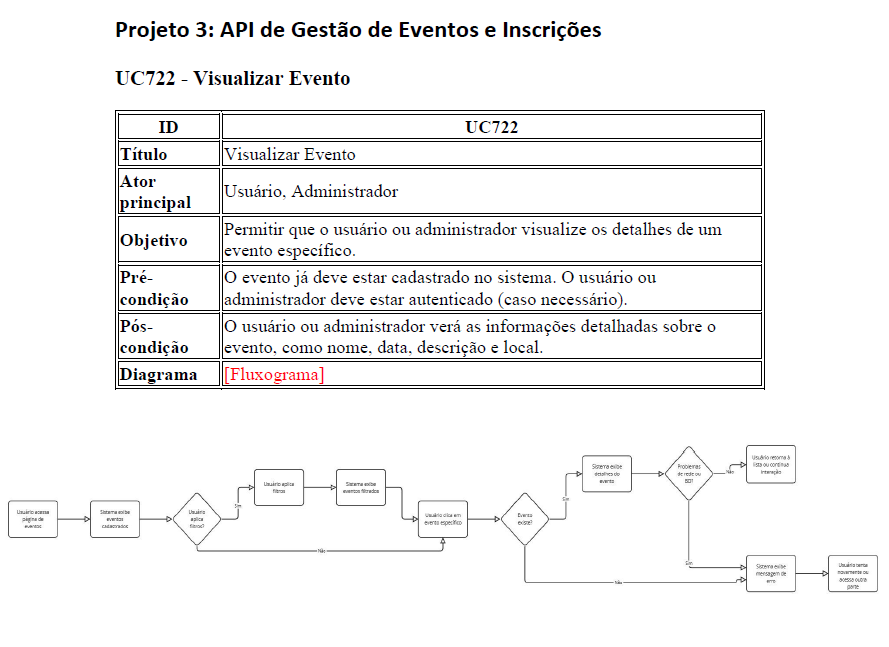 Projeto 3: API de Gestão de Eventos e Inscrições
UC722 - Visualizar Evento
ID
UC722
Título
Visualizar Evento
Ator
principal
Usuário, Administrador
Objetivo
Permitir que o usuário ou administrador visualize os detalhes de um
evento específico.
Pré-
condição
O evento já deve estar cadastrado no sistema. O usuário ou
administrador deve estar autenticado (caso necessário).
Pós-
condição
O usuário ou administrador verá as informações detalhadas sobre o
evento, como nome, data, descrição e local.
Diagrama
[Fluxograma]
Usuário acessa
página de
eventos
Sistema exibe
eventos
cadastrados
Usuário
aplica
filtros?
Sim
Usuário aplica
filtros
Sistema exibe
eventos filtrados
Não
Usuário clica em
evento específico
Evento
existe?
Sim
Sistema exibe
detalhes do
evento
Problemas
de rede ou
BD?
Não
Usuário retorna à
lista ou continua
interação
Sim
Não
Sistema exibe
mensagem de
erro
Usuário tenta
novamente ou
acessa outra
parte